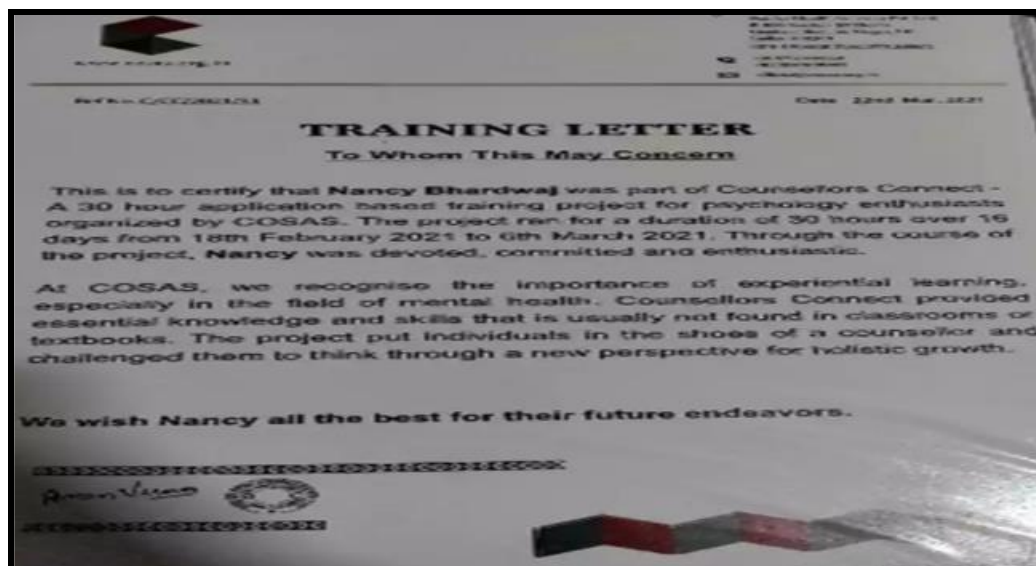 TRAINING LETTER
To Whom This May Concern
This is to certify that Nancy Bhardwaj was part of Counsellors Connect -
A 30 hour application based training project for psychology enthusiasts
organized by COSAS. The project ran for a duration of 30 hours over 16
days from 18th February 2021 to 6th March 2021. Through the course of
the project, Nancy was devoted, committed and enthusiastic.
At COSAS, we recognise the importance of experiential learning,
especially in the field of mental health. Counsellors Connect provided
essential knowledge and skills that is usually not found in classrooms or
textbooks. The project put individuals in the shoes of a counsellor and
challenged them to think through a new perspective for holistic growth.
We wish Nancy all the best for their future endeavors.